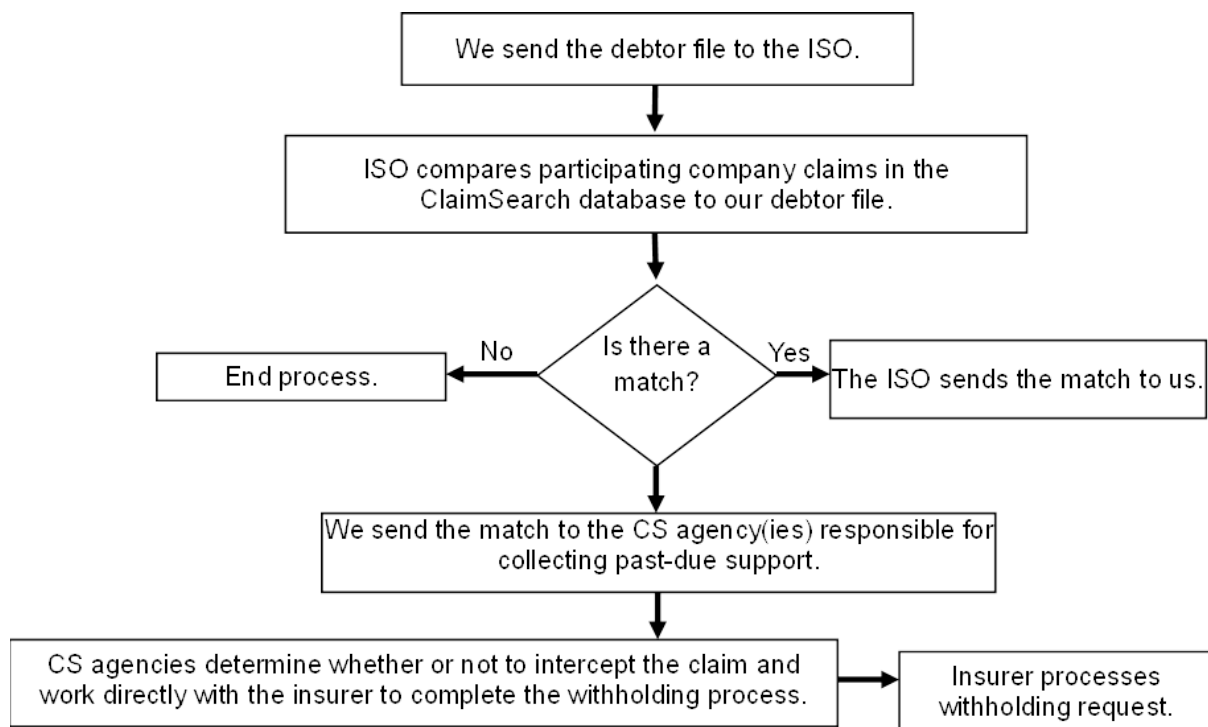 We send the debtor file to the ISO.
ISO compares participating company claims in the
ClaimSearch database to our debtor file.
Is there a
match?
No
Yes
End process.
The ISO sends the match to us.
We send the match to the CS agency(ies) responsible for
collecting past-due support.
CS agencies determine whether or not to intercept the claim and
work directly with the insurer to complete the withholding process.
Insurer processes
withholding request.